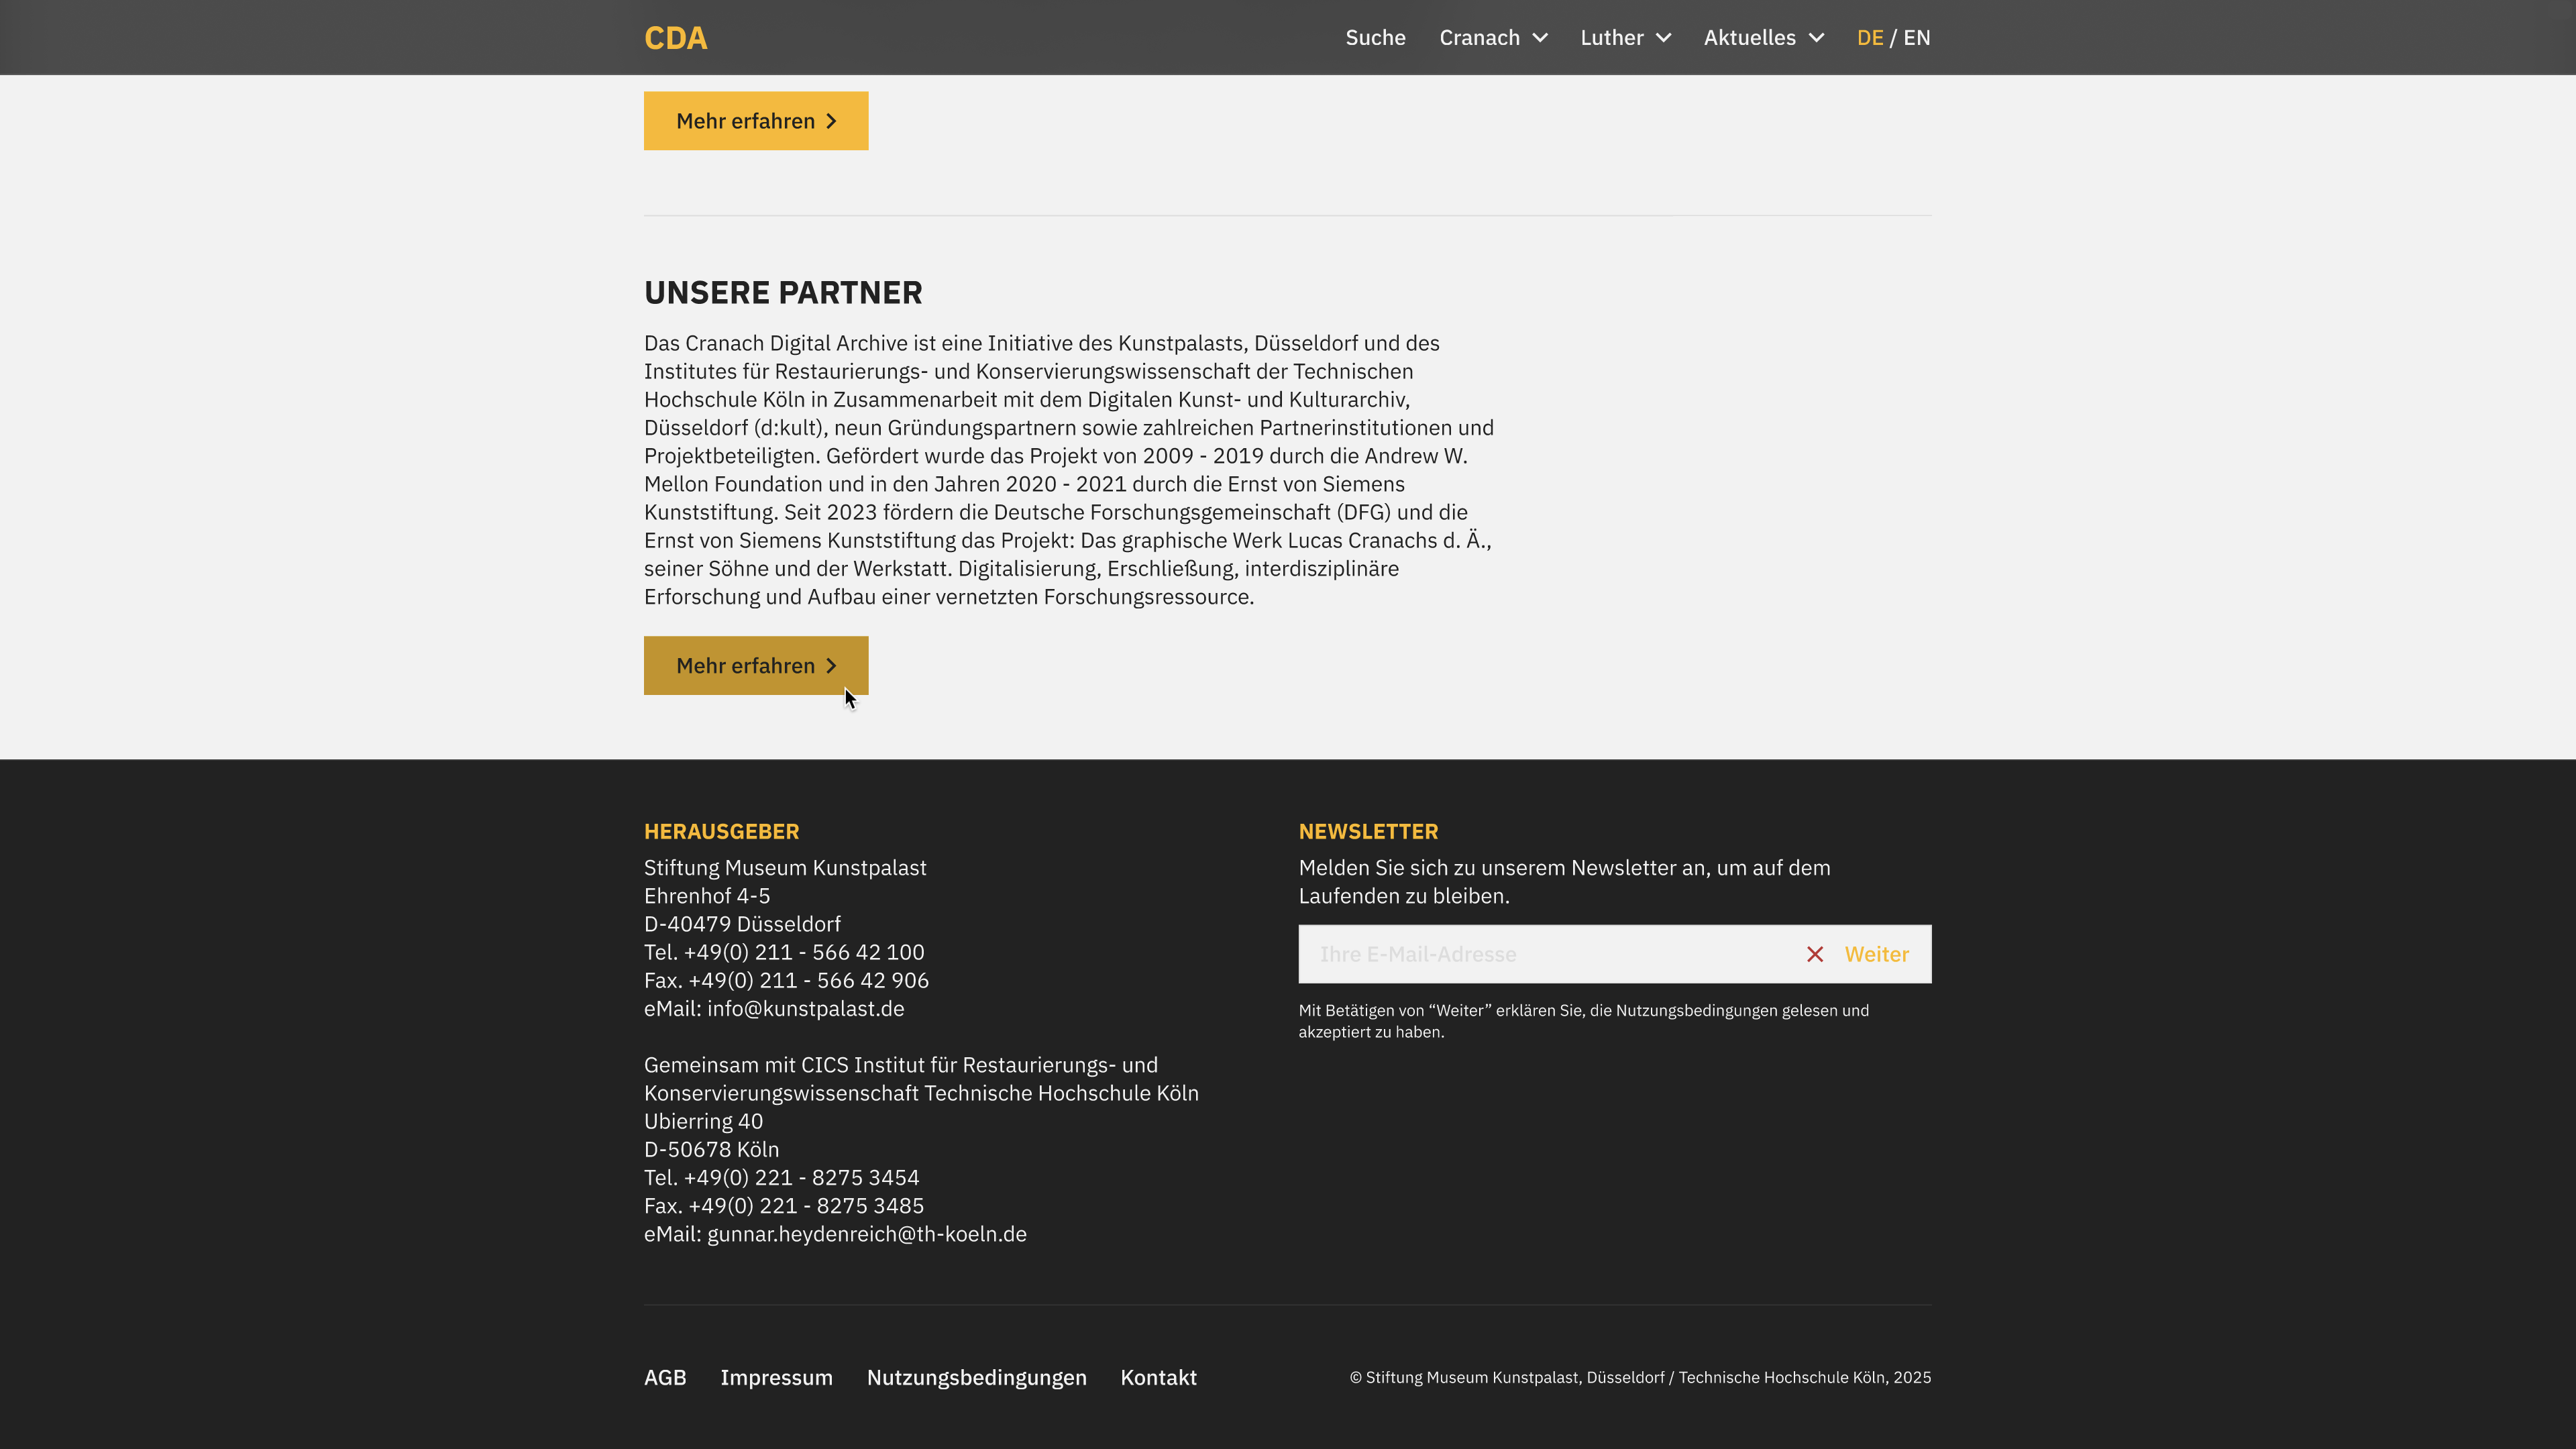 CDA
Suche Cranach Luther Aktuelles DE / EN
Mehr erfahren
UNSERE PARTNER
Das Cranach Digital Archive ist eine Initiative des Kunstpalasts, Düsseldorf und des
Institutes für Restaurierungs- und Konservierungswissenschaft der Technischen
Hochschule Köln in Zusammenarbeit mit dem Digitalen Kunst- und Kulturarchiv,
Düsseldorf (d:kult), neun Gründungspartnern sowie zahlreichen Partnerinstitutionen und
Projektbeteiligten. Gefördert wurde das Projekt von 2009 - 2019 durch die Andrew W.
Mellon Foundation und in den Jahren 2020 - 2021 durch die Ernst von Siemens
Kunststiftung. Seit 2023 fördern die Deutsche Forschungsgemeinschaft (DFG) und die
Ernst von Siemens Kunststiftung das Projekt: Das graphische Werk Lucas Cranachs d. Ä.,
seiner Söhne und der Werkstatt. Digitalisierung, Erschließung, interdisziplinäre
Erforschung und Aufbau einer vernetzten Forschungsressource.
Mehr erfahren
HERAUSGEBER
Stiftung Museum Kunstpalast
Ehrenhof 4-5
D-40479 Düsseldorf
Tel. +49(0) 211 - 566 42 100
Fax. +49(0) 211 - 566 42 906
eMail: info@kunstpalast.de
Gemeinsam mit CICS Institut für Restaurierungs- und
Konservierungswissenschaft Technische Hochschule Köln
Ubierring 40
D-50678 Köln
Tel. +49(0) 221 - 8275 3454
Fax. +49(0) 221 - 8275 3485
eMail: gunnar.heydenreich@th-koeln.de
NEWSLETTER
Melden Sie sich zu unserem Newsletter an, um auf dem
Laufenden zu bleiben.
Ihre E-Mail-Adresse Weiter
Mit Betätigen von “Weiter” erklären Sie, die Nutzungsbedingungen gelesen und
akzeptiert zu haben.
AGB Impressum Nutzungsbedingungen Kontakt
© Stiftung Museum Kunstpalast, Düsseldorf / Technische Hochschule Köln, 2025